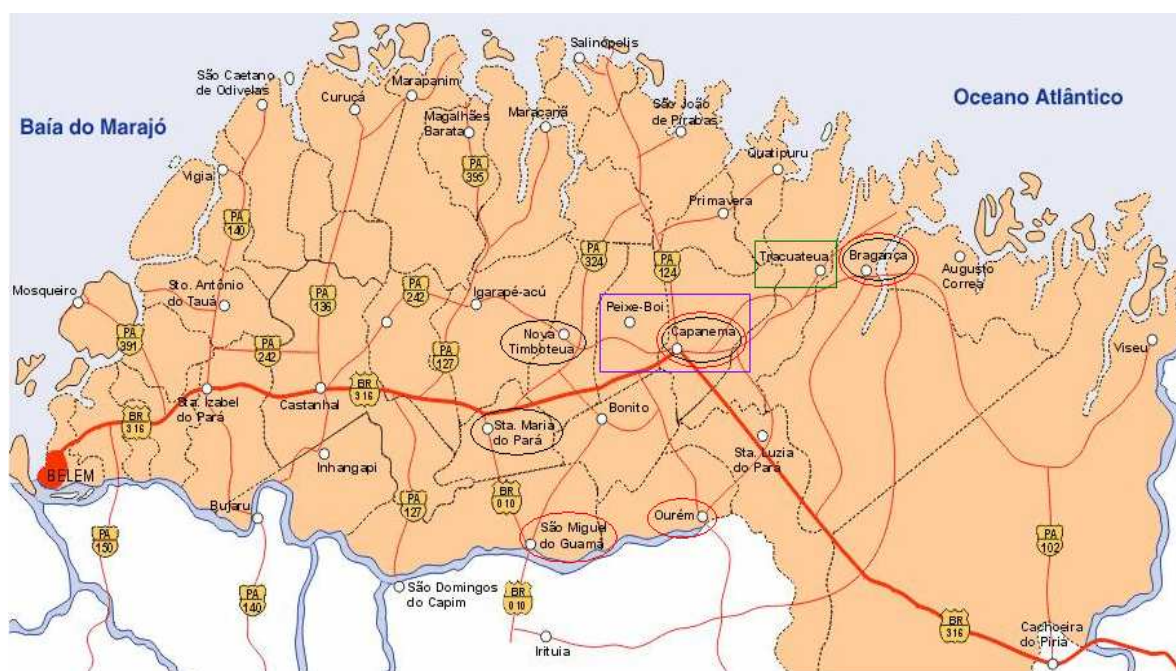 Salinópolis
São Caetano
de Odivelas
Marapanim
Curuçá
Magalhães
Barata
Maracanã
São João
de Pirabas
Oceano Atlântico
Baía do Marajó
Quatipuru
Vigia
PA
395
Primavera
PA
140
PA
324
PA
124
Tracuateua
Bragança
Augusto
Correa
Mosqueiro
Sto. Antônio
do Tauá
PA
136
PA
242
Igarapé-açú
Peixe-Boi
Nova
Timboteua
Capanema
Viseu
PA
391
PA
242
PA
127
Sta. Izabel
do Pará
Castanhal
BR
316
BR
316
Bonito
Sta. Maria
do Pará
Sta. Luzia
do Pará
Inhangapi
BELEM
PA
127
BR
010
Bujaru
Ourém
São Miguel
do Guamá
PA
150
PA
102
PA
140
São Domingos
do Capim
BR
010
BR
316
Irituia
Cachoeira
do Piria